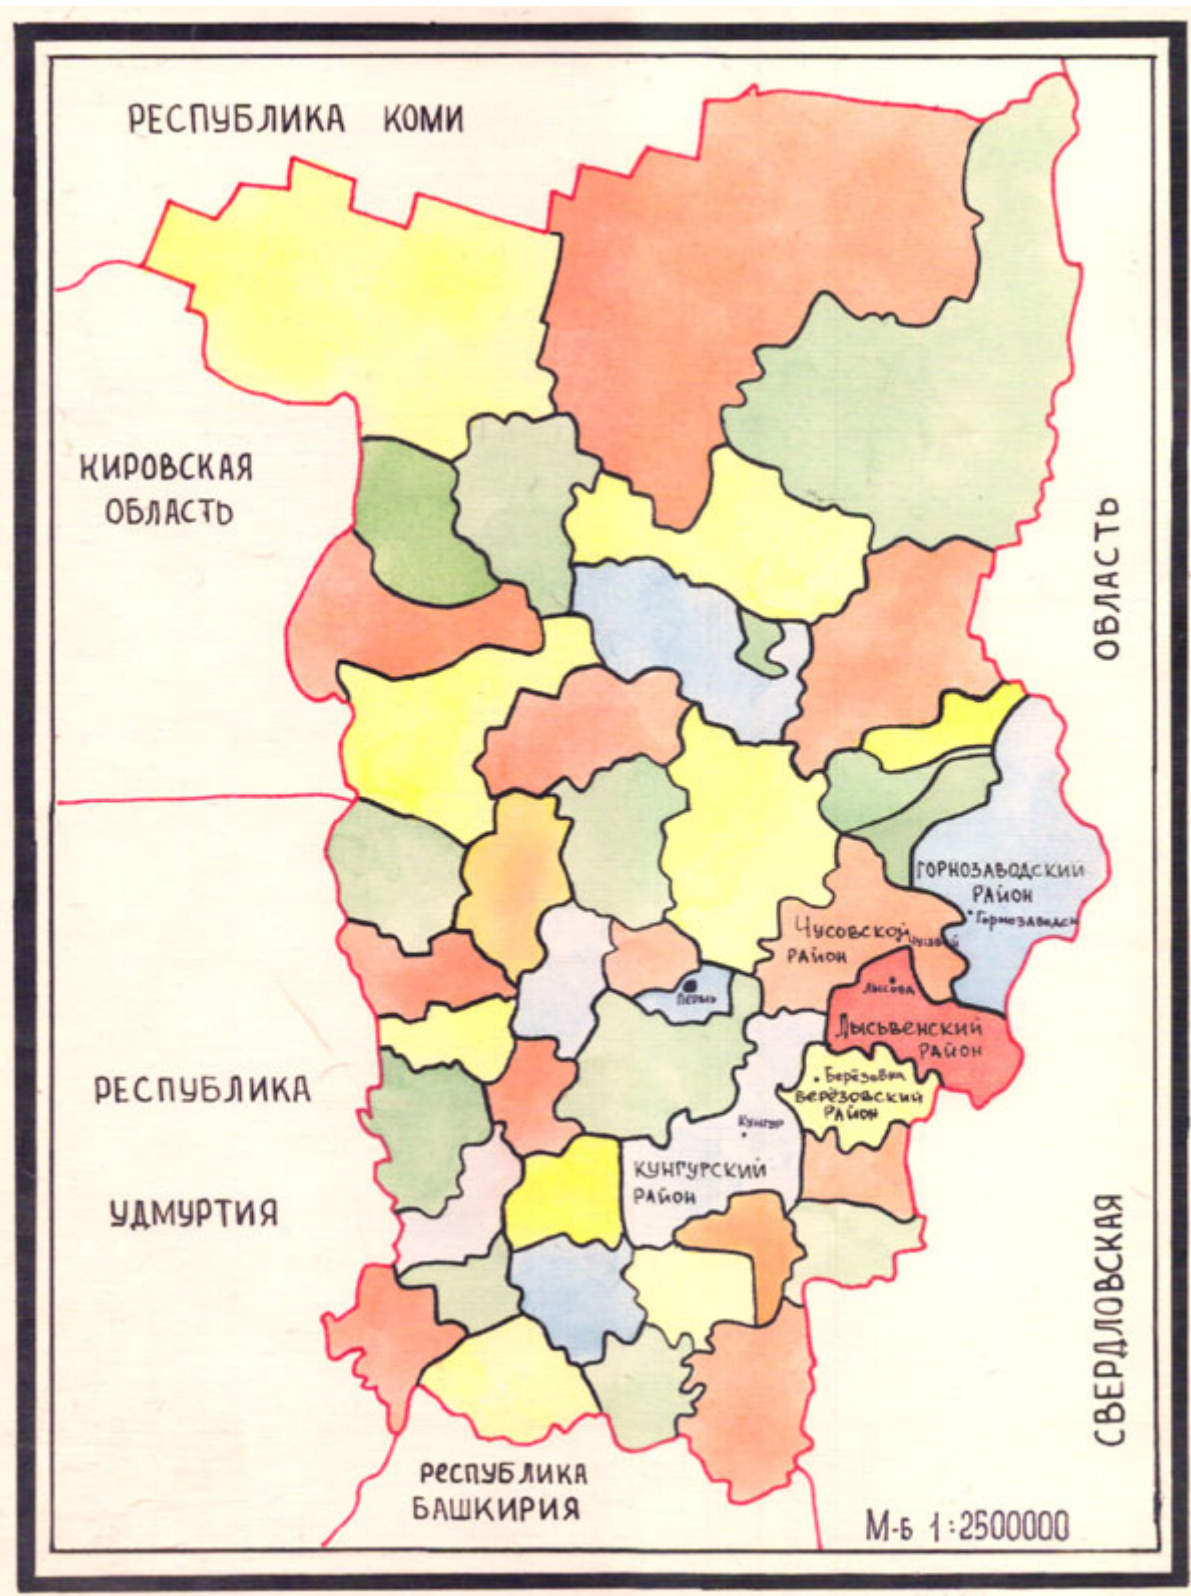 РЕСПУБЛИКА КОМИ
КИРОВСКАЯ
ОБЛАСТЬ
ОБЛАСТЬ
ГОРНОЗАВОДСКИЙ
РАЙОН
Горнозаводск
ЧУСОВСКОЙ
РАЙОН
Чусовой
Пермь
Лысьва
ЛЫСЬВЕНСКИЙ
РАЙОН
Берёзовка
БЕРЁЗОВСКИЙ
РАЙОН
РЕСПУБЛИКА
Кунгур
КУНГУРСКИЙ
РАЙОН
УДМУРТИЯ
СВЕРДЛОВСКАЯ
РЕСПУБЛИКА
БАШКИРИЯ
М-б 1:2500000